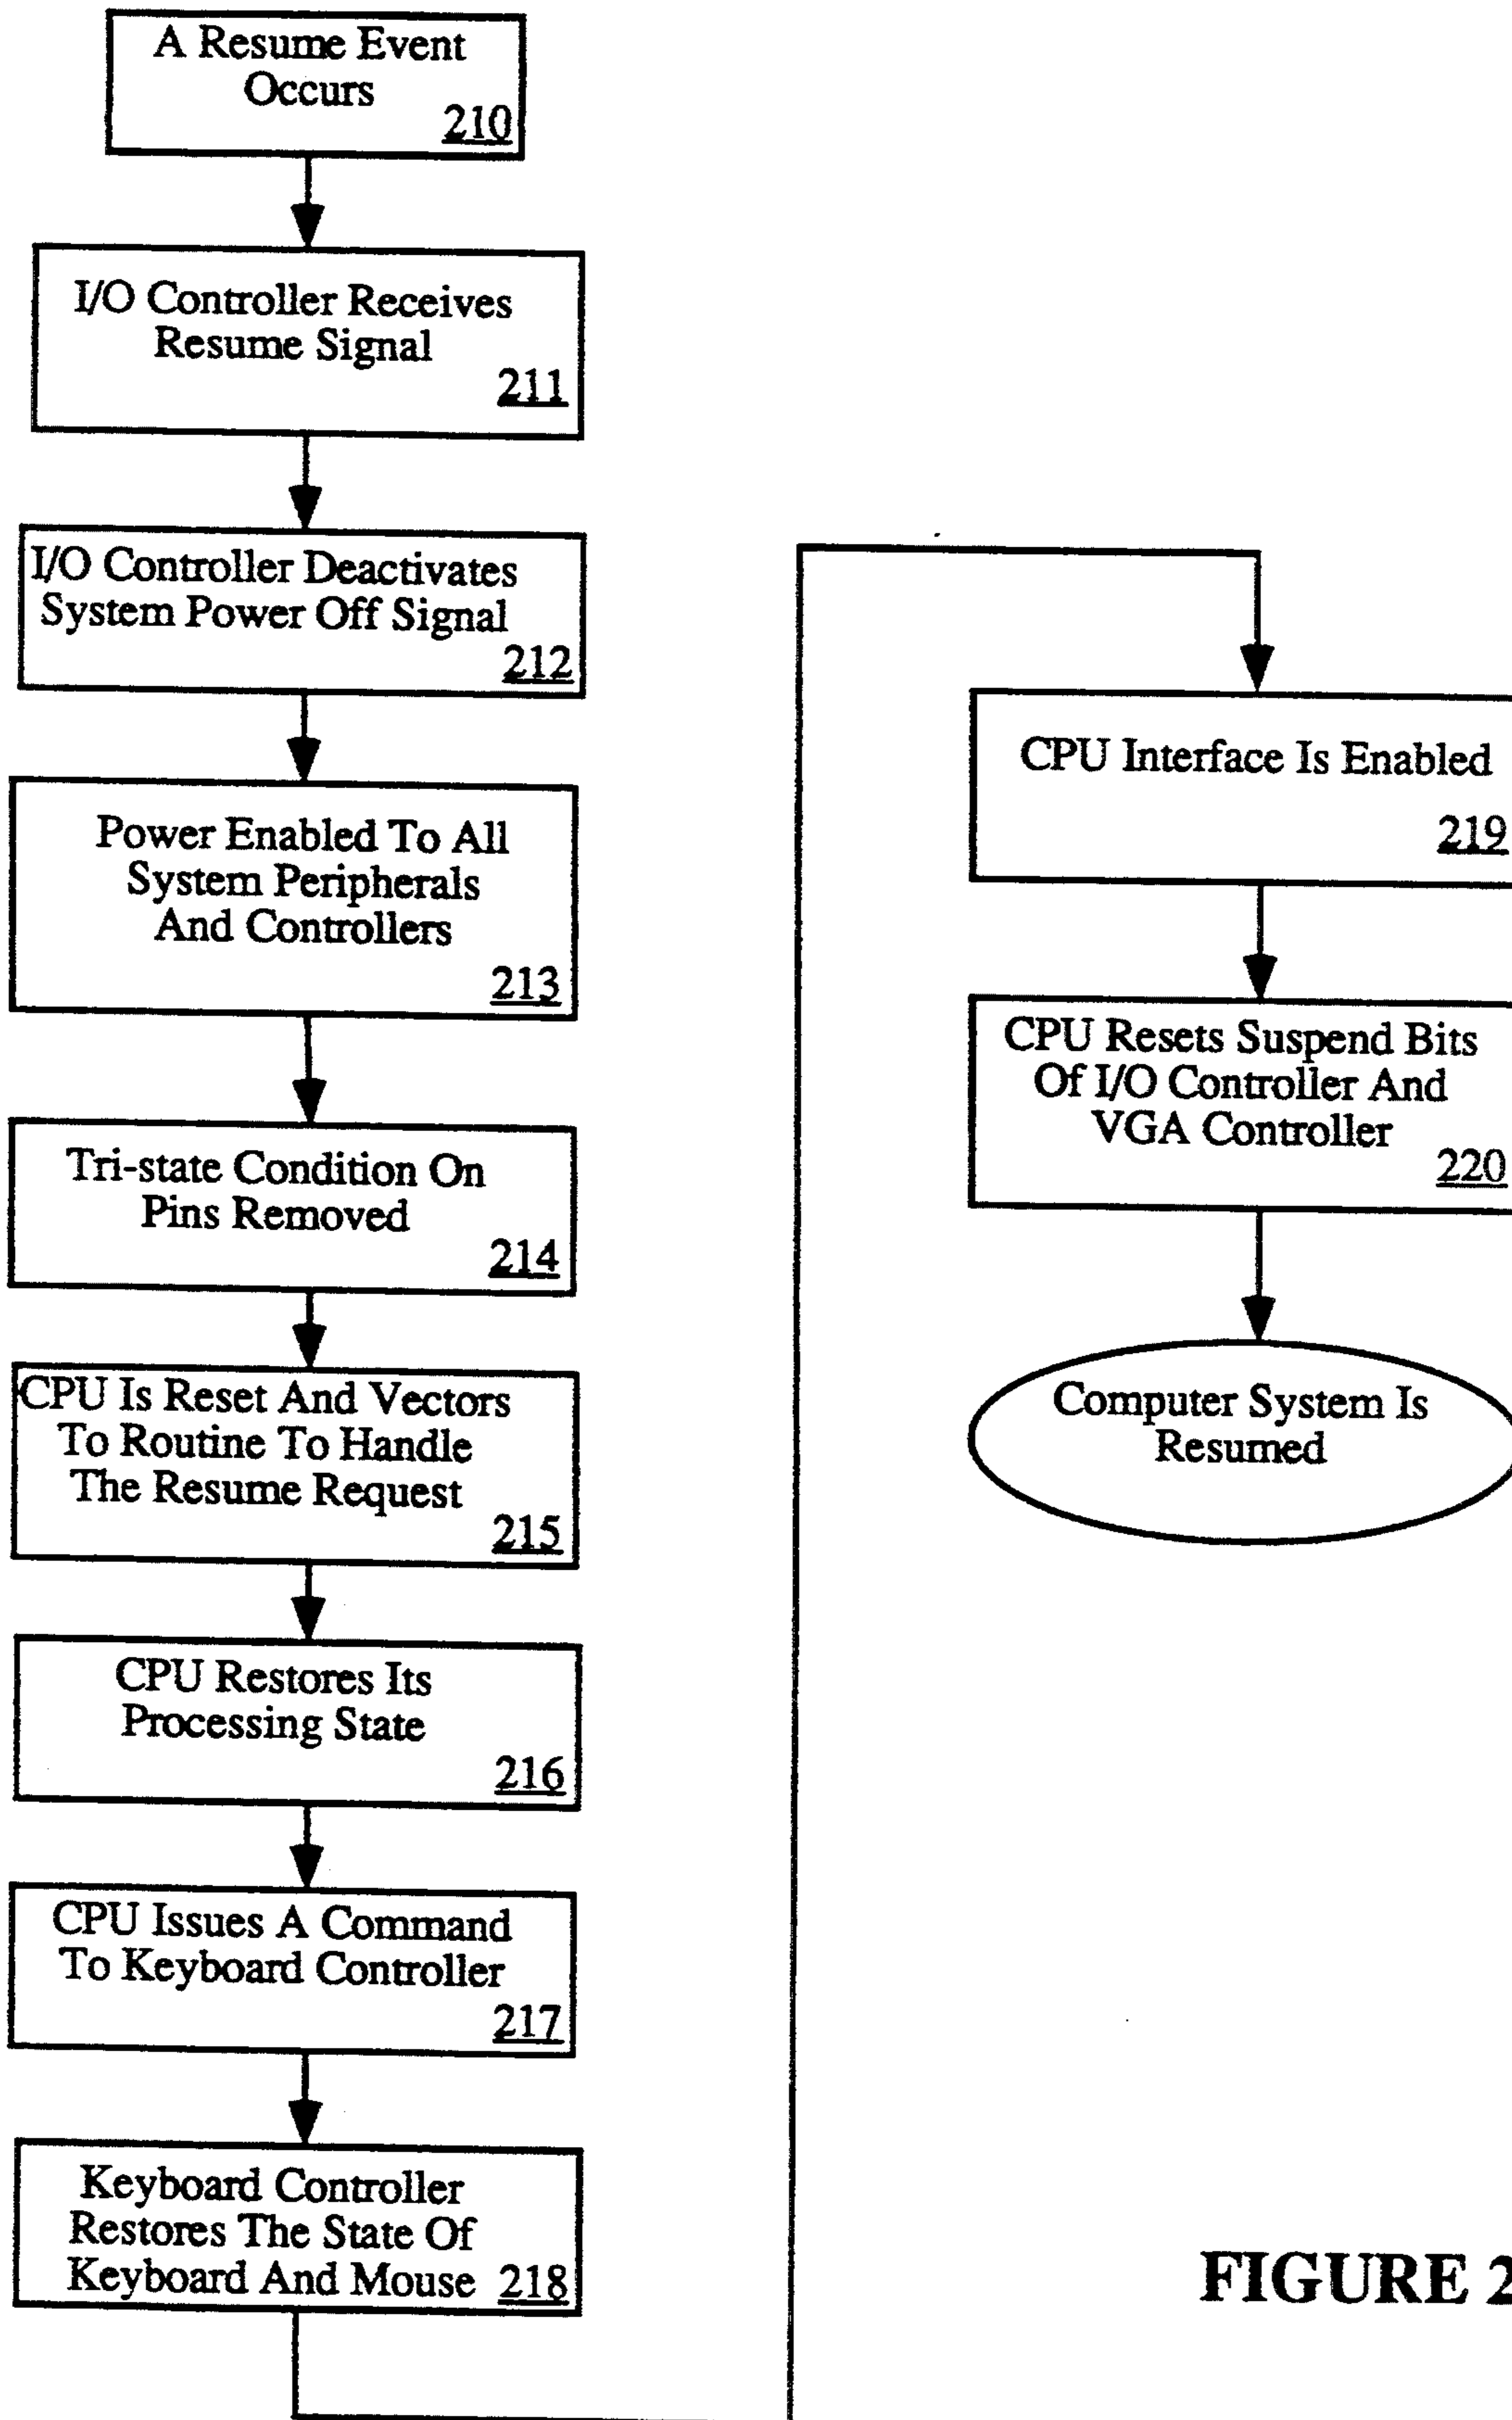 A Resume Event
Occurs
210
I/O Controller Receives
Resume Signal
211
I/O Controller Deactivates
System Power Off Signal
212
Power Enabled To All
System Peripherals
And Controllers
213
Tri-state Condition On
Pins Removed
214
CPU Is Reset And Vectors
To Routine To Handle
The Resume Request
215
CPU Restores Its
Processing State
216
CPU Issues A Command
To Keyboard Controller
217
Keyboard Controller
Restores The State Of
Keyboard And Mouse 218
CPU Interface Is Enabled
219
CPU Resets Suspend Bits
Of I/O Controller And
VGA Controller
220
Computer System Is
Resumed
FIGURE 2